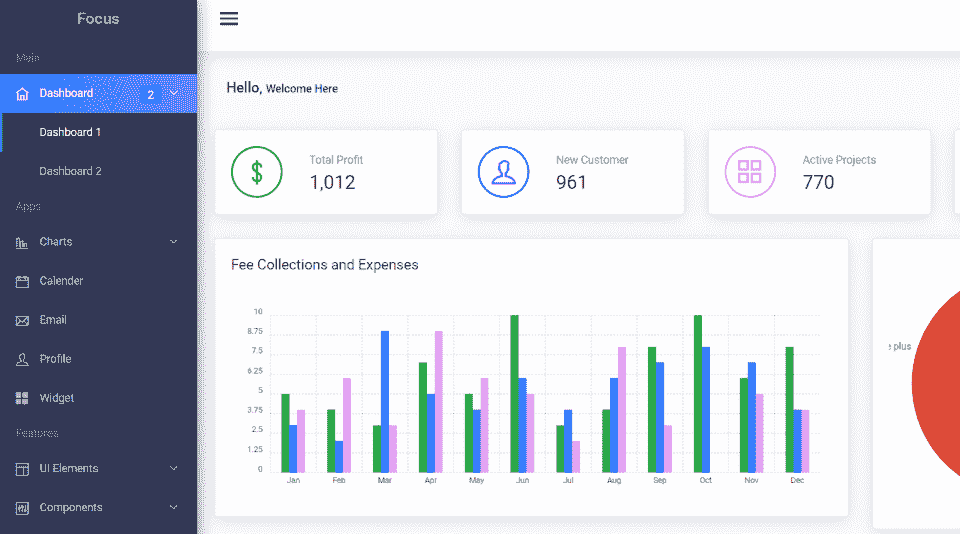 Focus
Main
Dashboard 2
Dashboard 1
Dashboard 2
Apps
Charts
Calender
Email
Profile
Widget
Features
UI Elements
Components
Hello, Welcome Here
Total Profit
1,012
New Customer
961
Active Projects
770
Fee Collections and Expenses
10
8.75
7.5
6.25
5
3.75
2.5
1.25
0
Jan Feb Mar Apr May Jun Jul Aug Sep Oct Nov Dec
plus